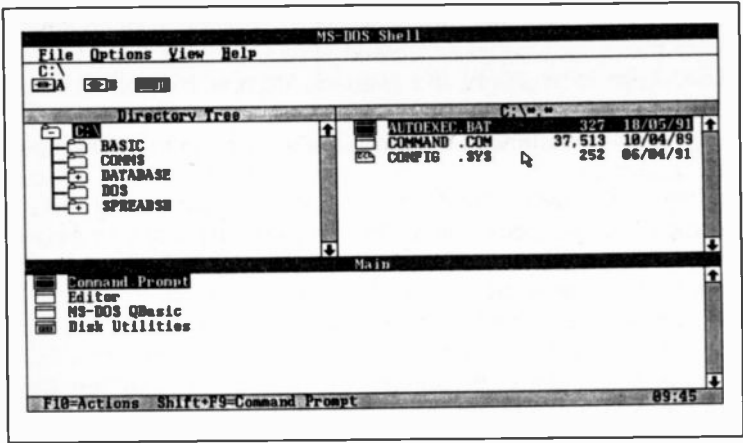 MS-DOS Shell
File Options View Help
C:\
A B
Directory Tree
C:\
BASIC
COMMS
DATABASE
DOS
SPREADSH
C:\*.*
AUTOEXEC.BAT 327 18/05/91
COMMAND .COM 37,513 10/04/89
CONFIG .SYS 252 06/04/91
Main
Command Prompt
Editor
MS-DOS QBasic
Disk Utilities
F10=Actions Shift+F9=Command Prompt 09:45